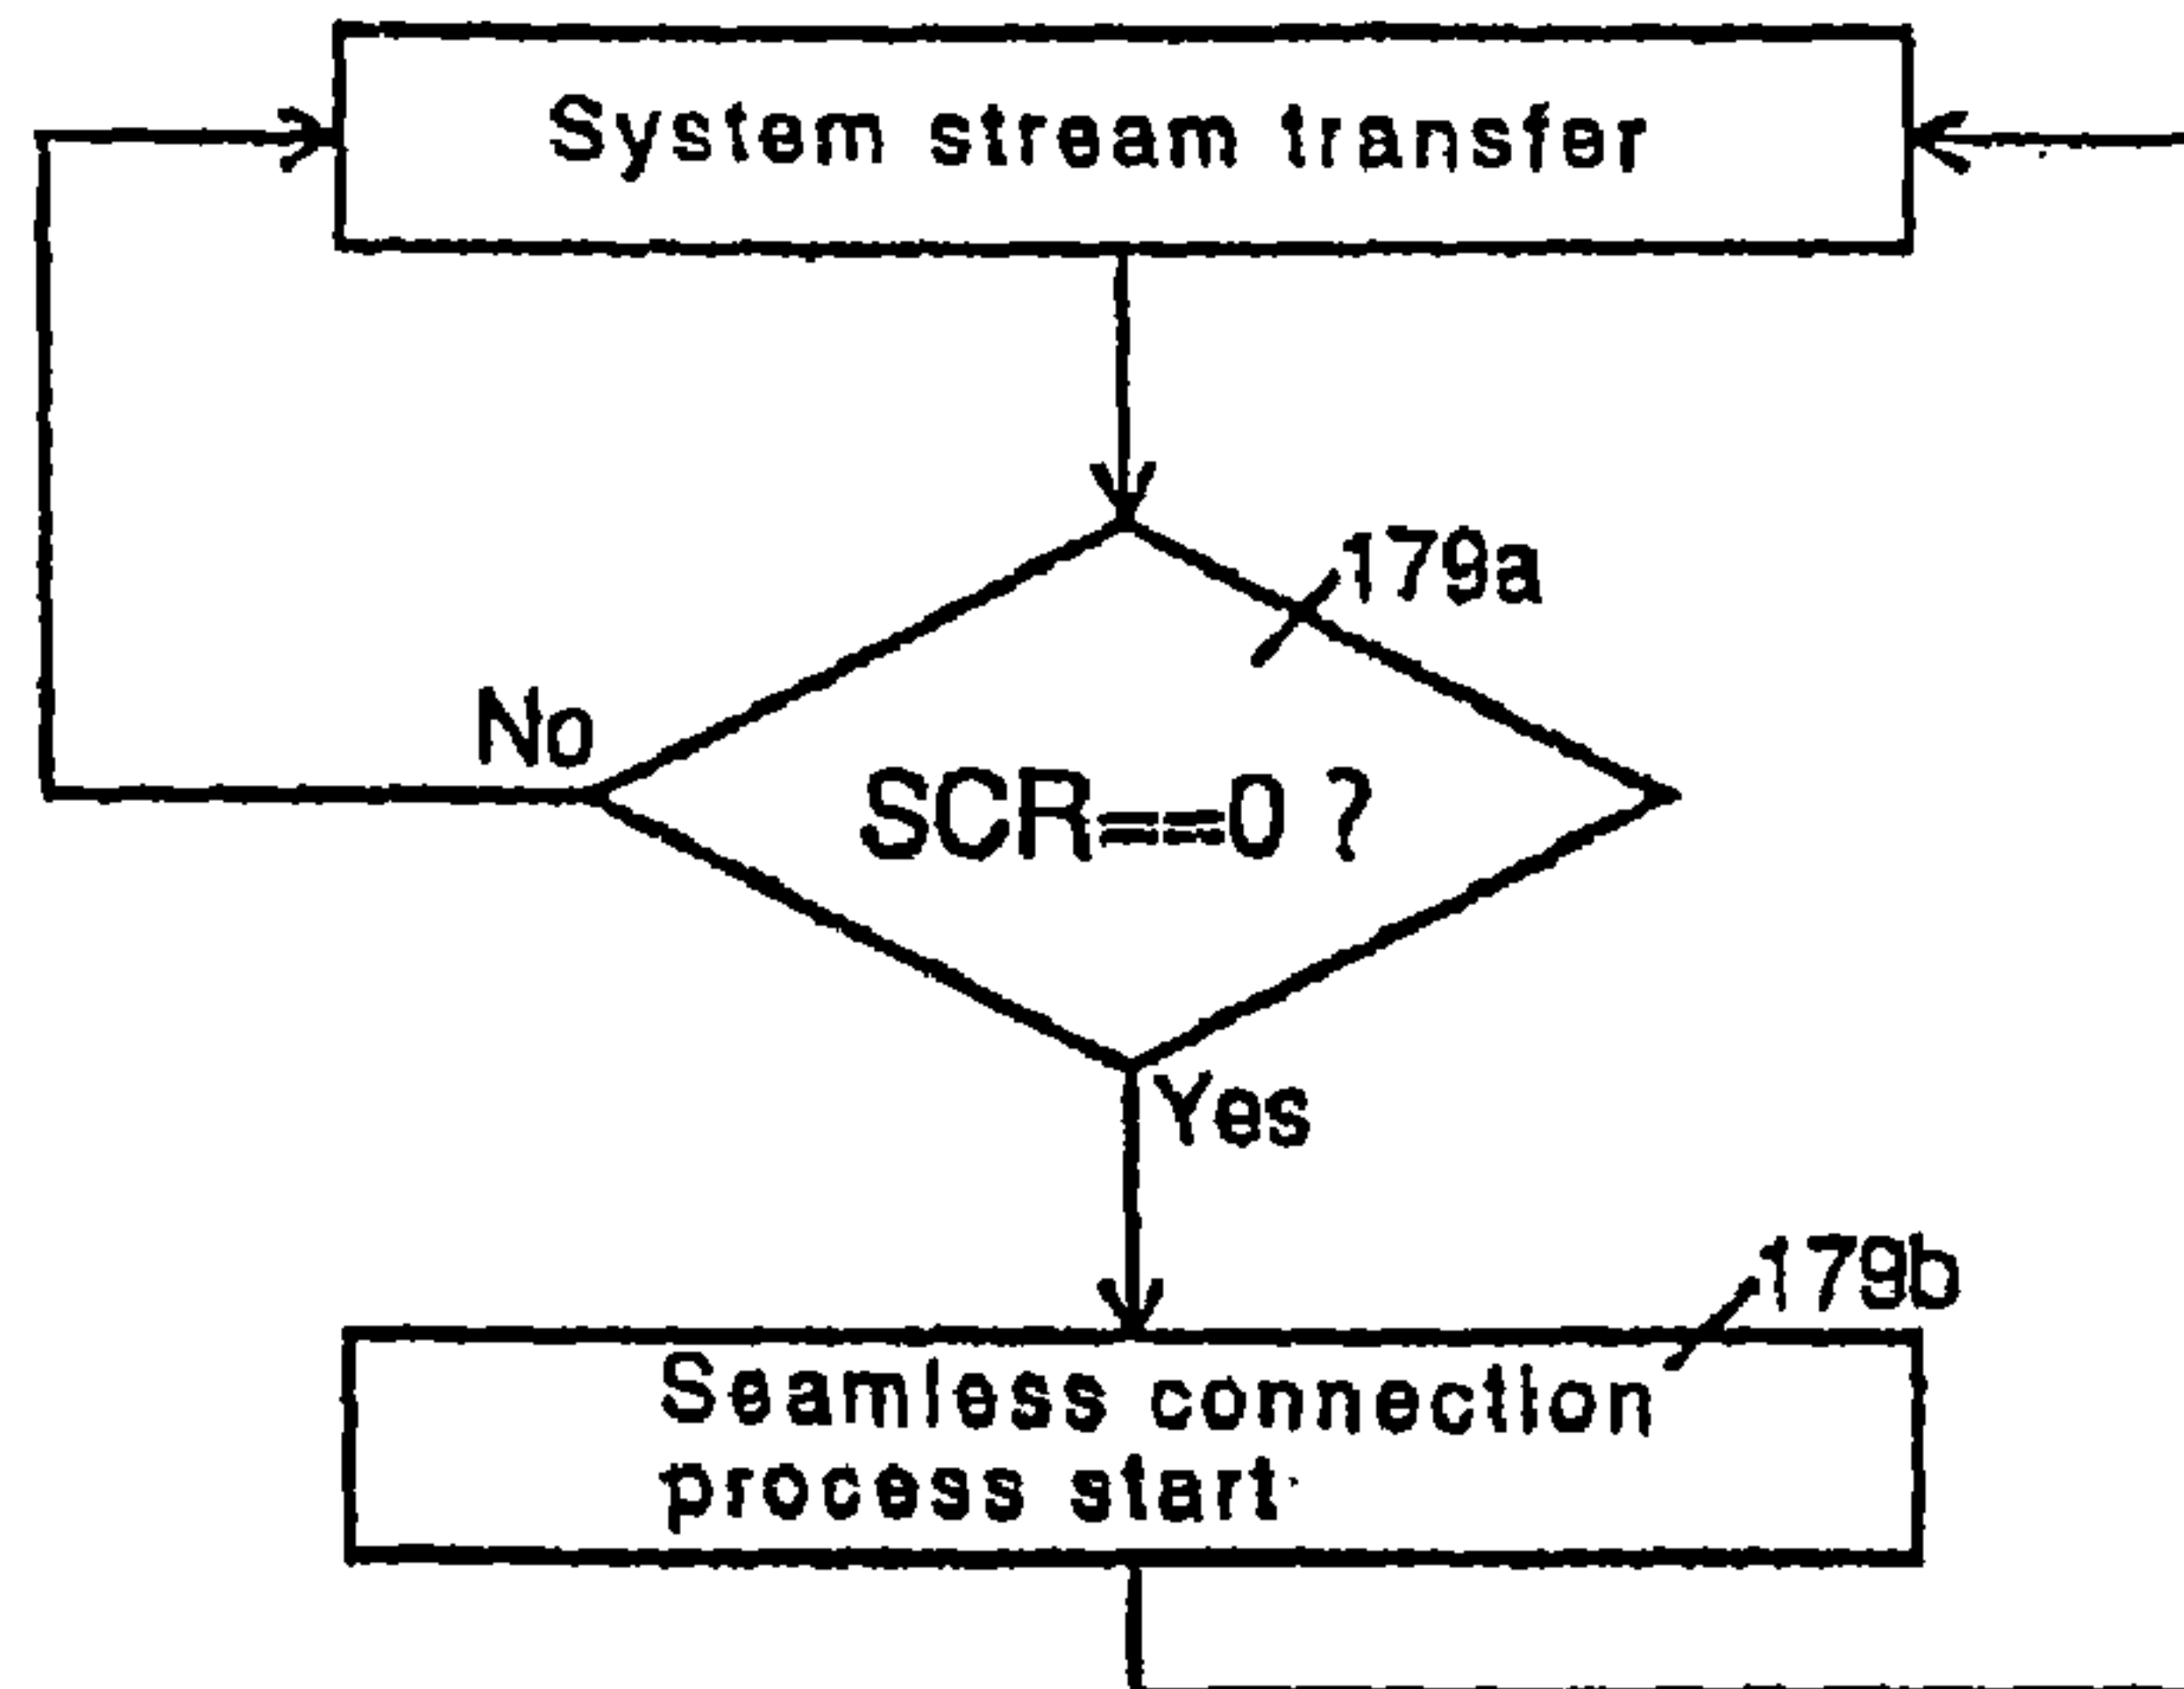 System stream transfer
179a
No
SCR==0 ?
Yes
179b
Seamless connection
process start